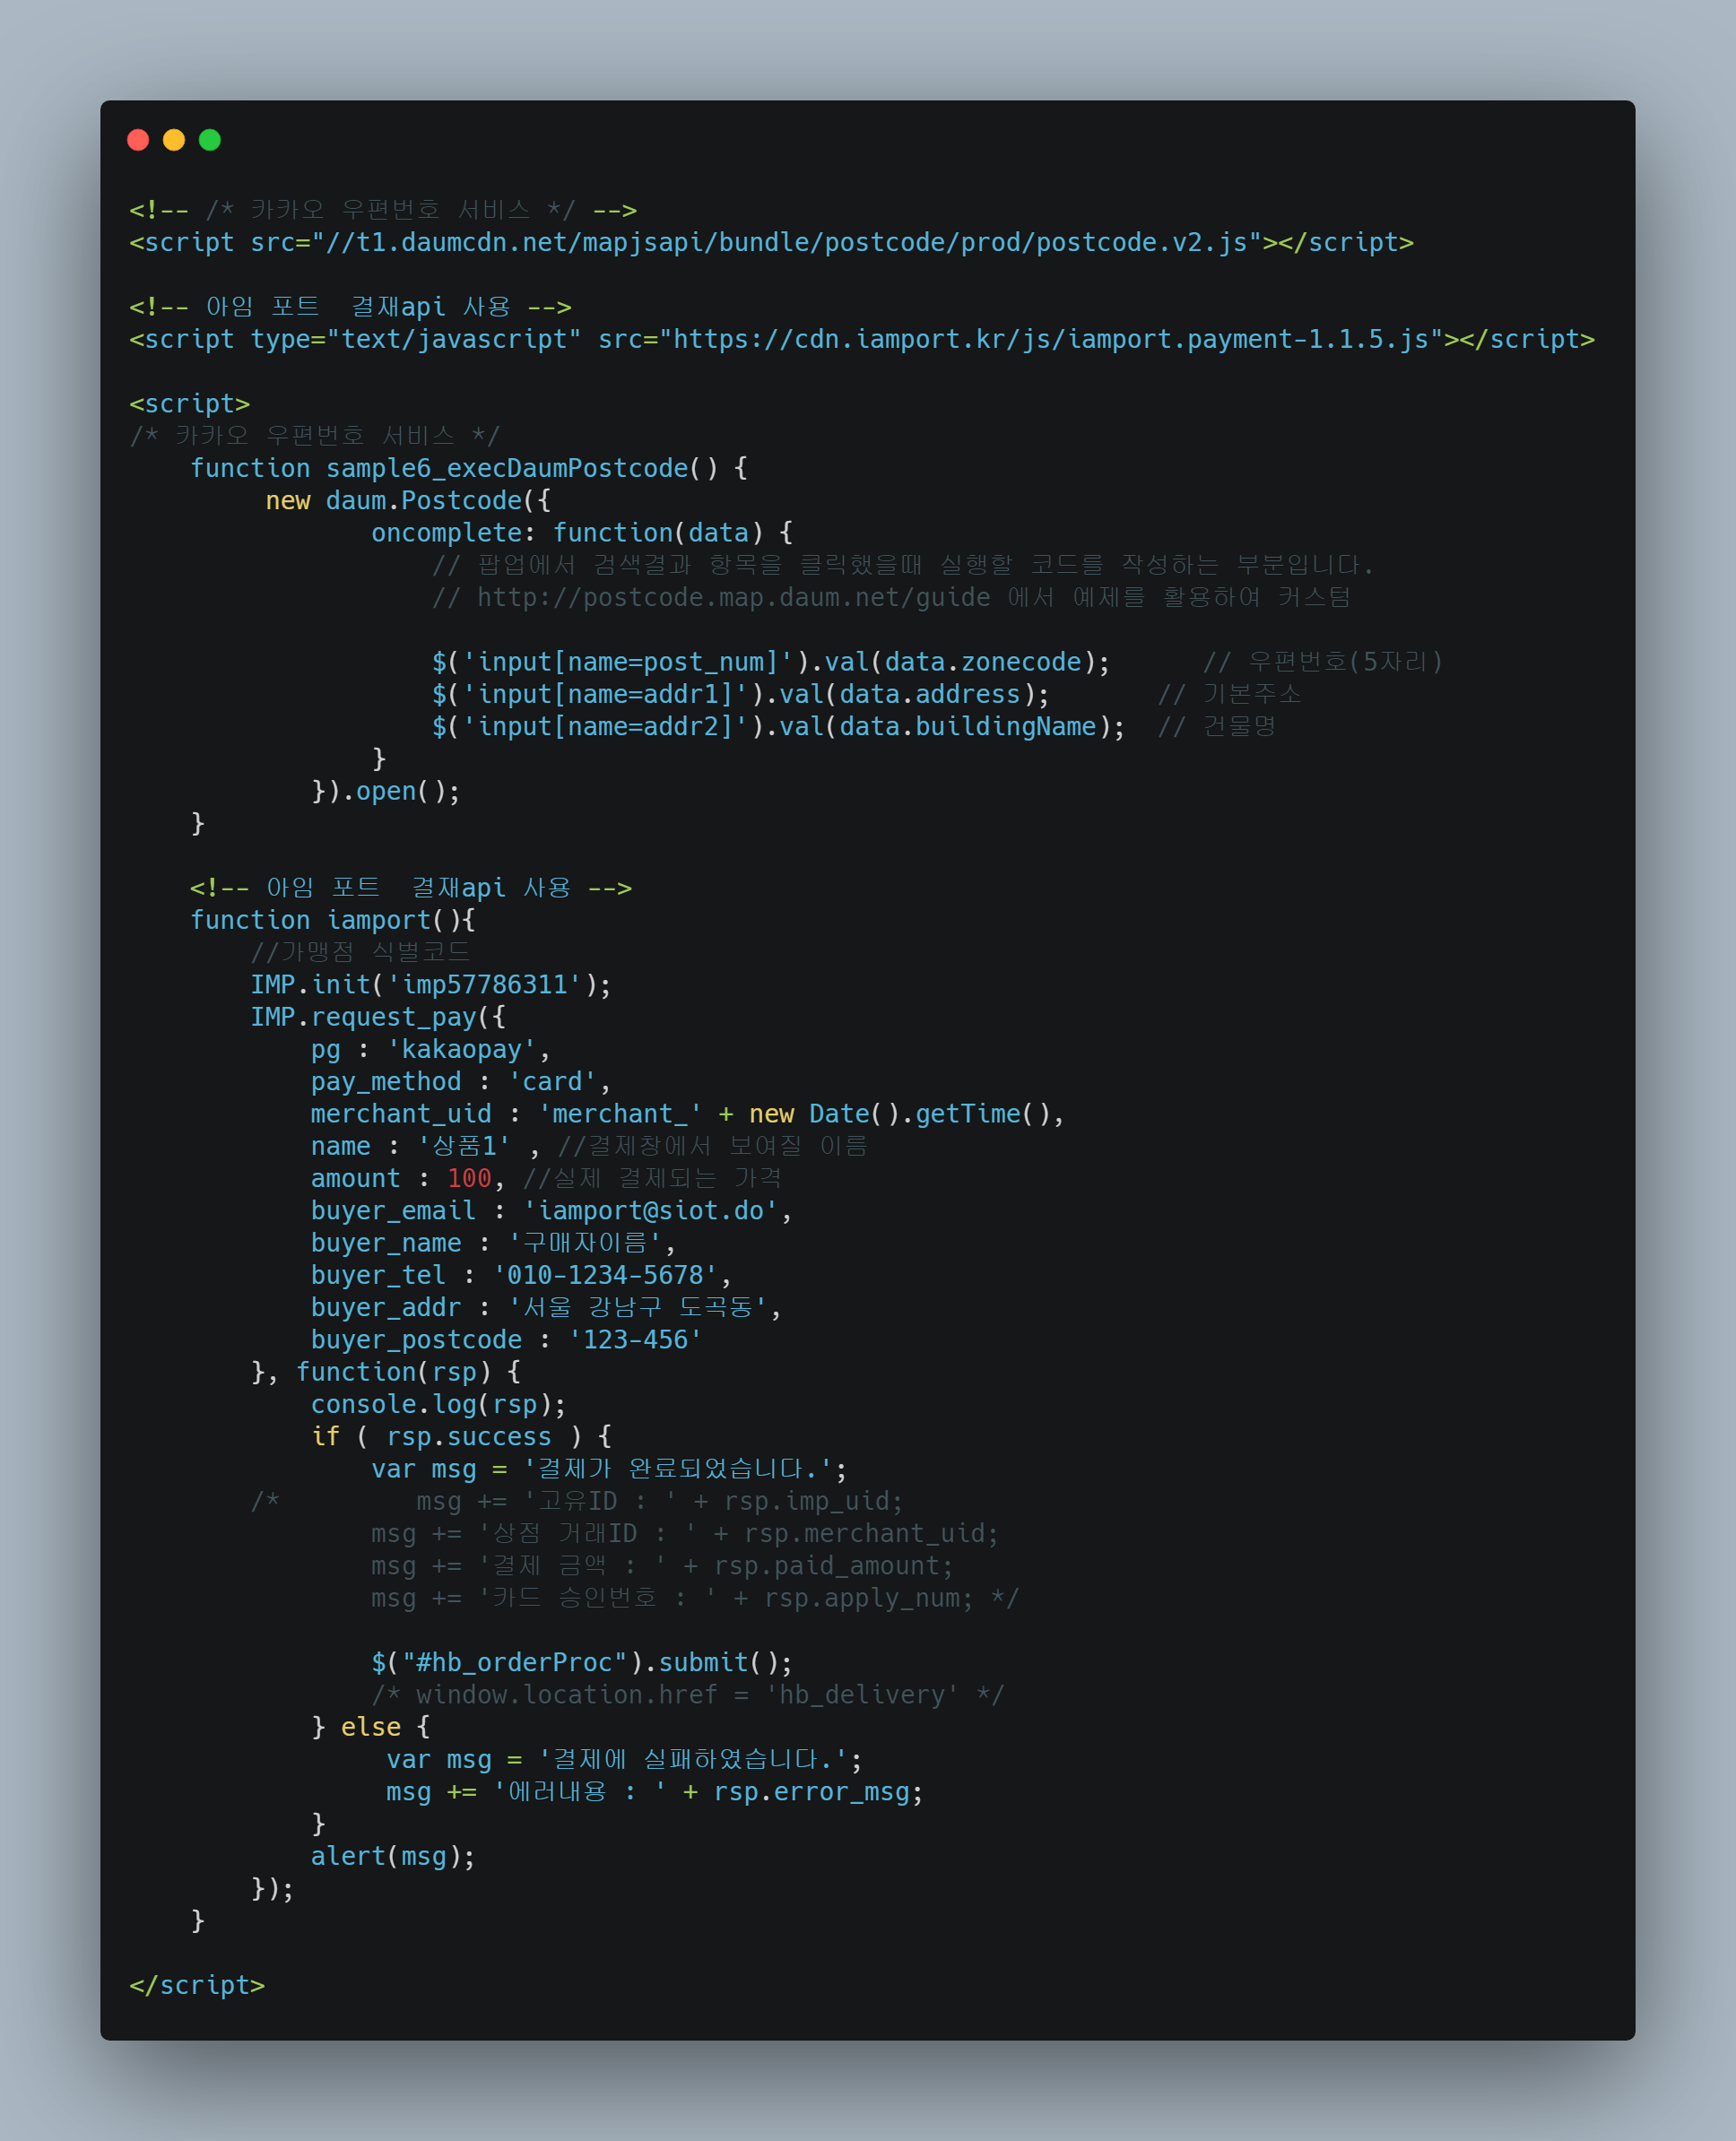 <!-- /* 카카오 우편번호 서비스 */ -->
<script src="//t1.daumcdn.net/mapjsapi/bundle/postcode/prod/postcode.v2.js"></script>

<!-- 아임 포트  결재api 사용 -->
<script type="text/javascript" src="https://cdn.iamport.kr/js/iamport.payment-1.1.5.js"></script>

<script>
/* 카카오 우편번호 서비스 */
    function sample6_execDaumPostcode() {
         new daum.Postcode({
                oncomplete: function(data) {
                    // 팝업에서 검색결과 항목을 클릭했을때 실행할 코드를 작성하는 부분입니다.
                    // http://postcode.map.daum.net/guide 에서 예제를 활용하여 커스텀

                    $('input[name=post_num]').val(data.zonecode);      // 우편번호(5자리)
                    $('input[name=addr1]').val(data.address);       // 기본주소
                    $('input[name=addr2]').val(data.buildingName);  // 건물명
                }
            }).open();
    }

    <!-- 아임 포트  결재api 사용 -->
    function iamport(){
        //가맹점 식별코드
        IMP.init('imp57786311');
        IMP.request_pay({
            pg : 'kakaopay',
            pay_method : 'card',
            merchant_uid : 'merchant_' + new Date().getTime(),
            name : '상품1' , //결제창에서 보여질 이름
            amount : 100, //실제 결제되는 가격
            buyer_email : 'iamport@siot.do',
            buyer_name : '구매자이름',
            buyer_tel : '010-1234-5678',
            buyer_addr : '서울 강남구 도곡동',
            buyer_postcode : '123-456'
        }, function(rsp) {
            console.log(rsp);
            if ( rsp.success ) {
                var msg = '결제가 완료되었습니다.';
        /*         msg += '고유ID : ' + rsp.imp_uid;
                msg += '상점 거래ID : ' + rsp.merchant_uid;
                msg += '결제 금액 : ' + rsp.paid_amount;
                msg += '카드 승인번호 : ' + rsp.apply_num; */

                $("#hb_orderProc").submit();
                /* window.location.href = 'hb_delivery' */
            } else {
                 var msg = '결제에 실패하였습니다.';
                 msg += '에러내용 : ' + rsp.error_msg;
            }
            alert(msg);
        });
    }

</script>